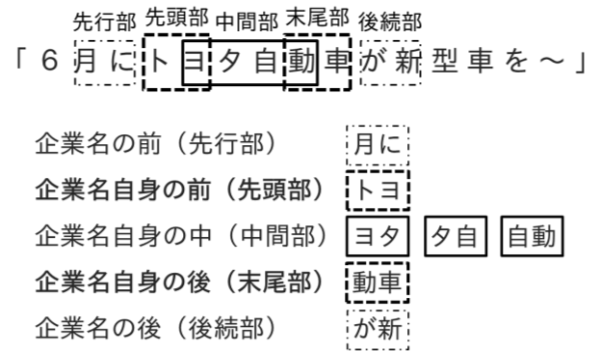 先行部 先頭部 中間部 末尾部 後続部
「６月にトヨタ自動車が新型車を～」
企業名の前（先行部） 月に
企業名自身の前（先頭部） トヨ
企業名自身の中（中間部） ヨタ タ自 自動
企業名自身の後（末尾部） 動車
企業名の後（後続部） が新